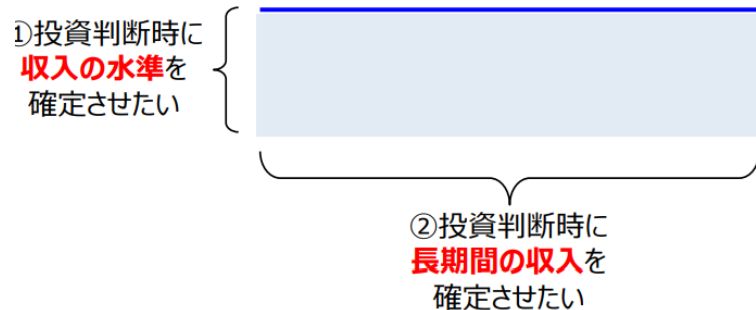 ①投資判断時に
収入の水準を
確定させたい
②投資判断時に
長期間の収入を
確定させたい